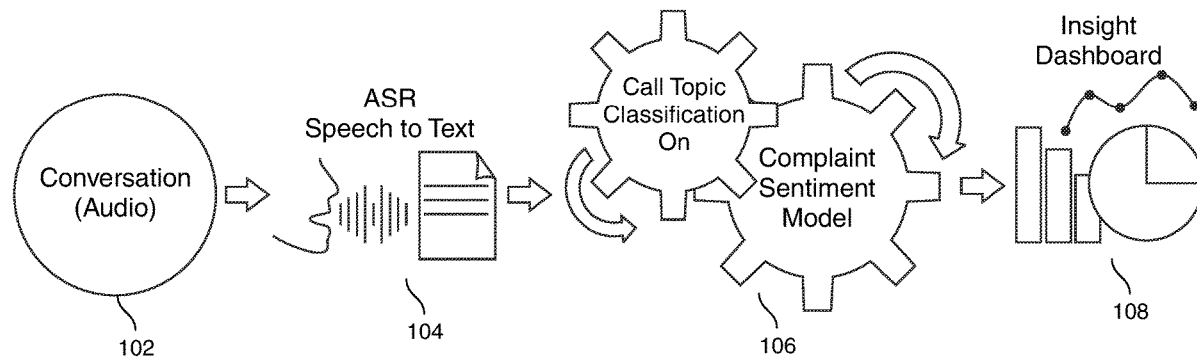 Conversation
(Audio)
102
ASR
Speech to Text
104
Call Topic
Classification
On
Complaint
Sentiment
Model
106
Insight
Dashboard
108